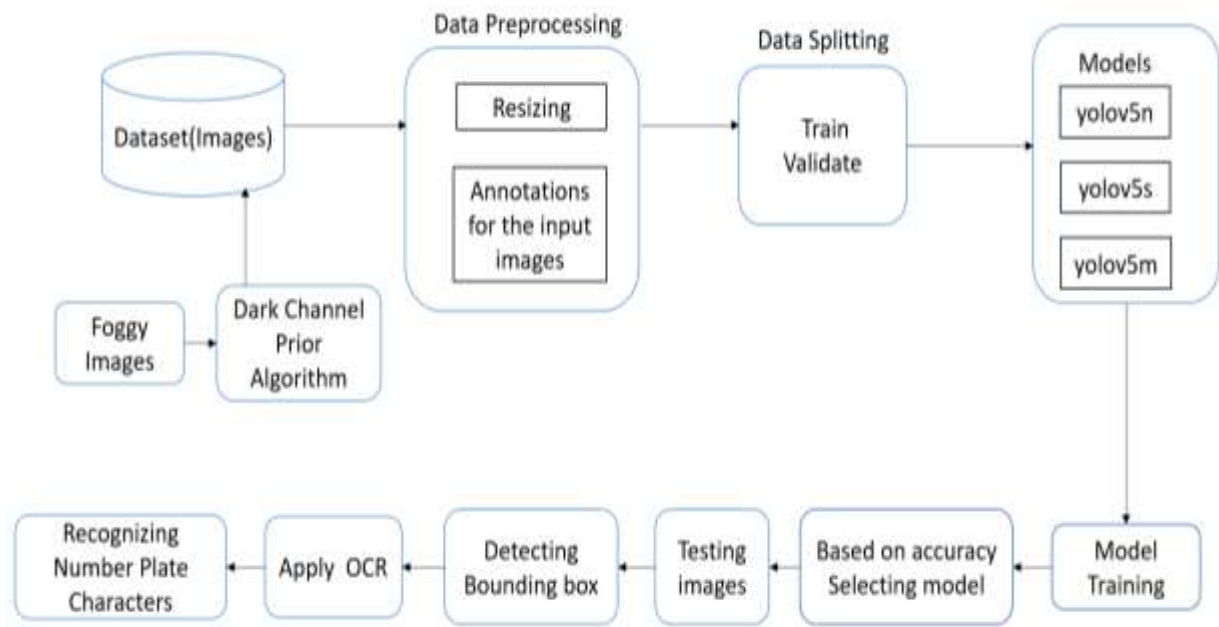 Data Preprocessing
Data Splitting
Models
Dataset(Images)
Resizing
Annotations
for the input
images
Train
Validate
yolov5n
yolov5s
yolov5m
Foggy
Images
Dark Channel
Prior
Algorithm
Recognizing
Number Plate
Characters
Apply OCR
Detecting
Bounding box
Testing
images
Based on accuracy
Selecting model
Model
Training